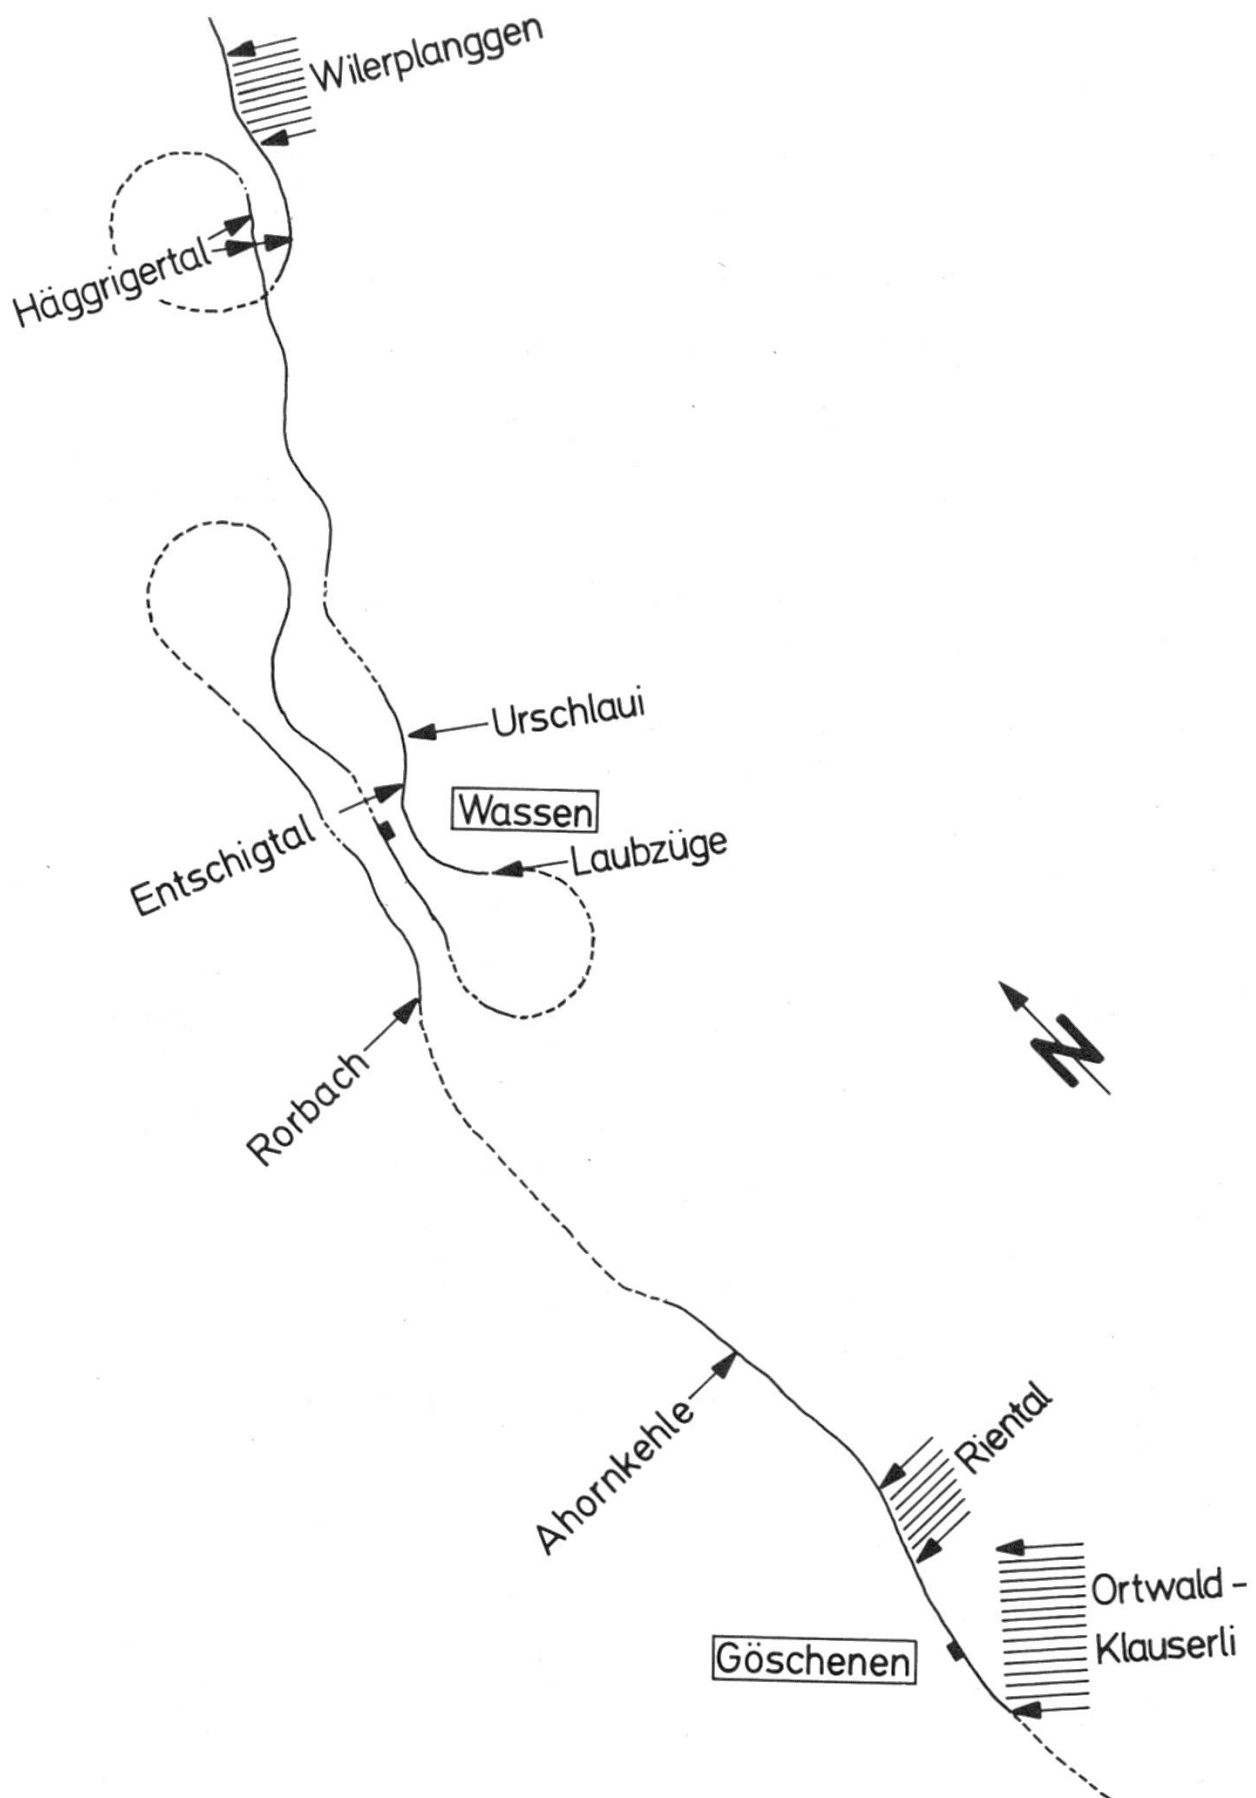 Wilerplanggen
Häggrigertal
Urschlaui
Wassen
Entschigtal
Laubzüge
N
Rorbach
Ahornkehle
Riental
Ortwald -
Klauserli
Göschenen